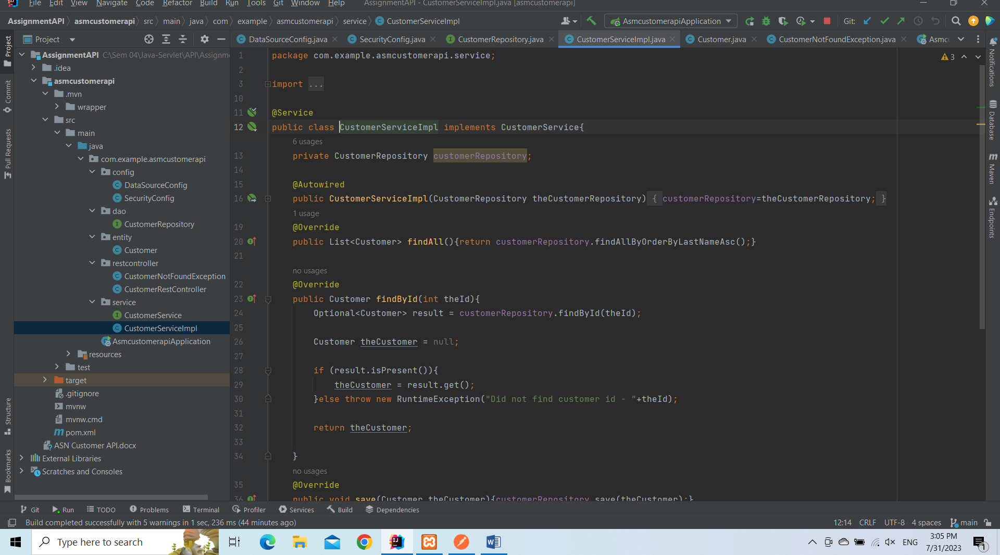 File Edit View Navigate Code Refactor Build Run Tools Git Window Help AssignmentAPI - CustomerServiceImpl.java [asmcustomerapi]
AssignmentAPI asmcustomerapi src main java com example asmcustomerapi service CustomerServiceImpl AsmcustomerapiApplication Git:
Project DataSourceConfig.java SecurityConfig.java CustomerRepository.java CustomerServiceImpl.java Customer.java CustomerNotFoundException.java Asmcu
Project
Commit
Pull Requests
Structure
Bookmarks
AssignmentAPI C:\Sem 04\Java-Servlet\API\Assignm
.idea
asmcustomerapi
.mvn
wrapper
src
main
java
com.example.asmcustomerapi
config
DataSourceConfig
SecurityConfig
dao
CustomerRepository
entity
Customer
restcontroller
CustomerNotFoundException
CustomerRestController
service
CustomerService
CustomerServiceImpl
AsmcustomerapiApplication
resources
test
target
.gitignore
mvnw
mvnw.cmd
pom.xml
ASN Customer API.docx
External Libraries
Scratches and Consoles
1 package com.example.asmcustomerapi.service;
2
3 import ...
10
11 @Service
12 public class CustomerServiceImpl implements CustomerService{
6 usages
13 private CustomerRepository customerRepository;
14
15 @Autowired
16 public CustomerServiceImpl(CustomerRepository theCustomerRepository) { customerRepository=theCustomerRepository; }
1 usage
19 @Override
20 public List<Customer> findAll(){return customerRepository.findAllByOrderByLastNameAsc();}
21
no usages
22 @Override
23 public Customer findById(int theId){
24 Optional<Customer> result = customerRepository.findById(theId);
25
26 Customer theCustomer = null;
27
28 if (result.isPresent()){
29 theCustomer = result.get();
30 }else throw new RuntimeException("Did not find customer id - "+theId);
31
32 return theCustomer;
33
34 }
no usages
35 @Override
36 public void save(Customer theCustomer){customerRepository.save(theCustomer);}
3
Notifications
Database
Maven
Endpoints
Git Run TODO Problems Terminal Profiler Services Build Dependencies
Build completed successfully with 5 warnings in 1 sec, 236 ms (44 minutes ago) 12:14 CRLF UTF-8 4 spaces main
Type here to search ENG 3:05 PM
7/31/2023 1